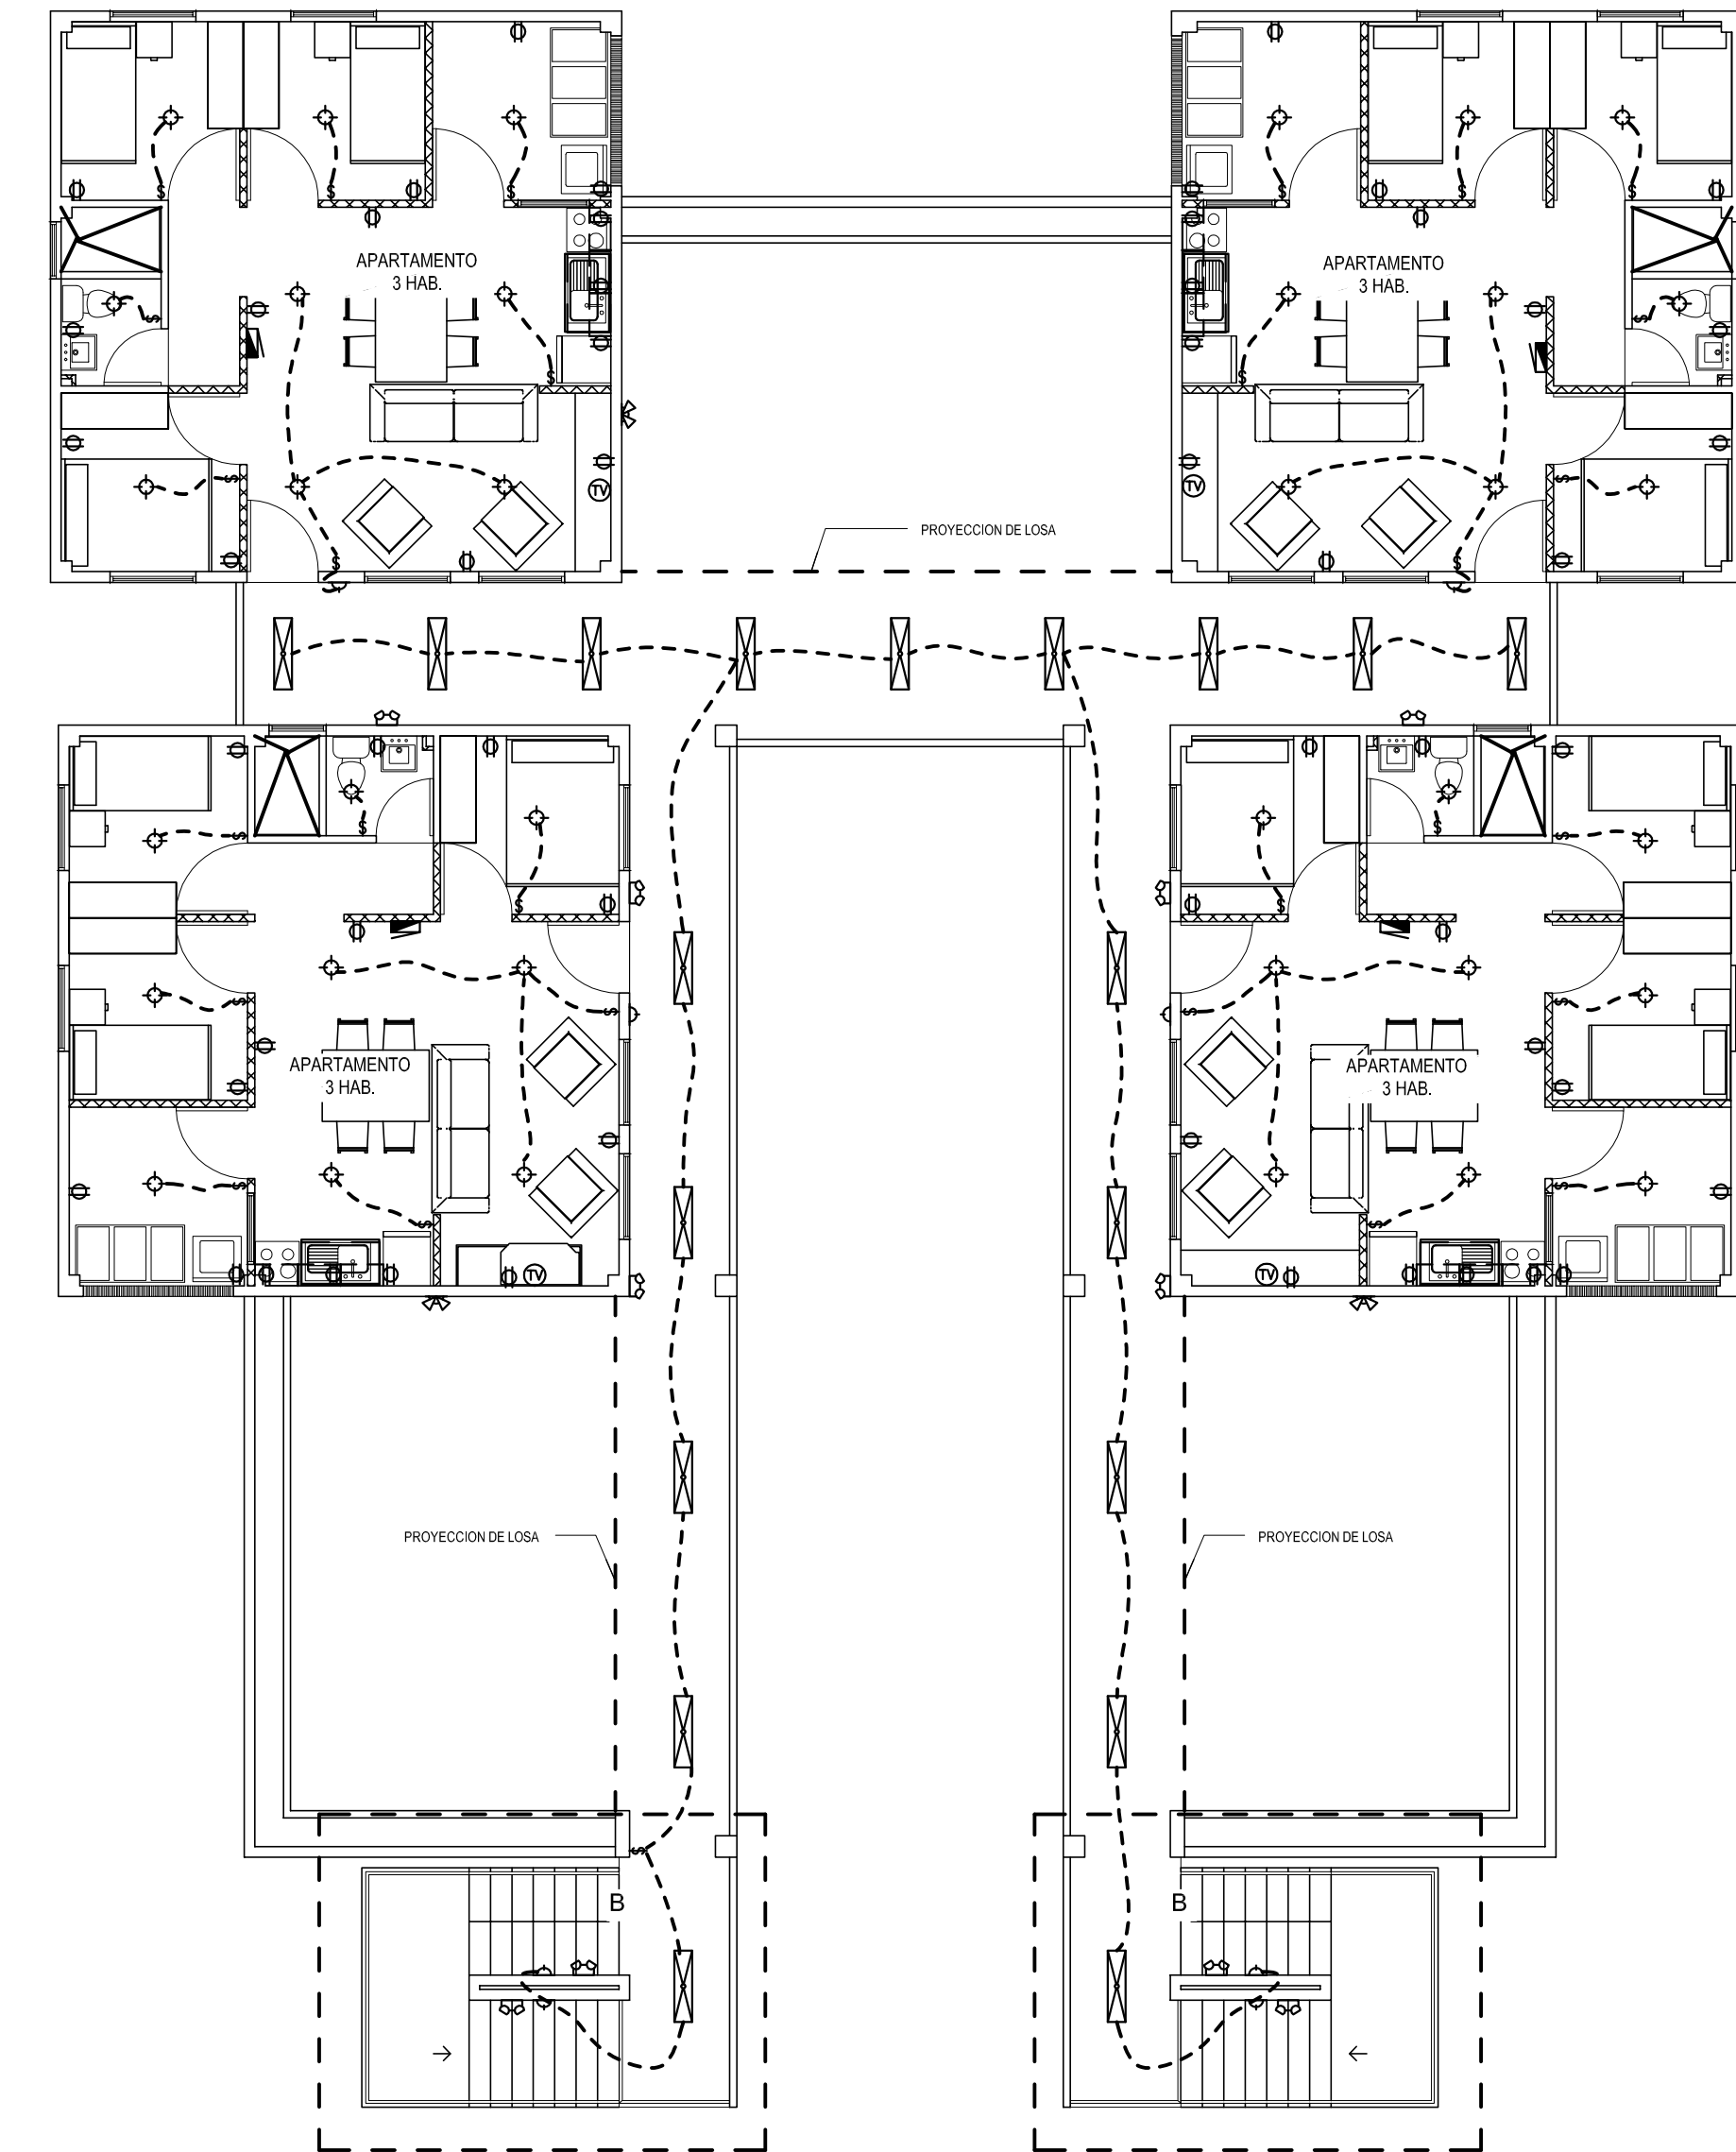 APARTAMENTO
3 HAB.
APARTAMENTO
3 HAB.
TV
TV
PROYECCION DE LOSA
APARTAMENTO
3 HAB.
APARTAMENTO
3 HAB.
TV
TV
PROYECCION DE LOSA
PROYECCION DE LOSA
B
B